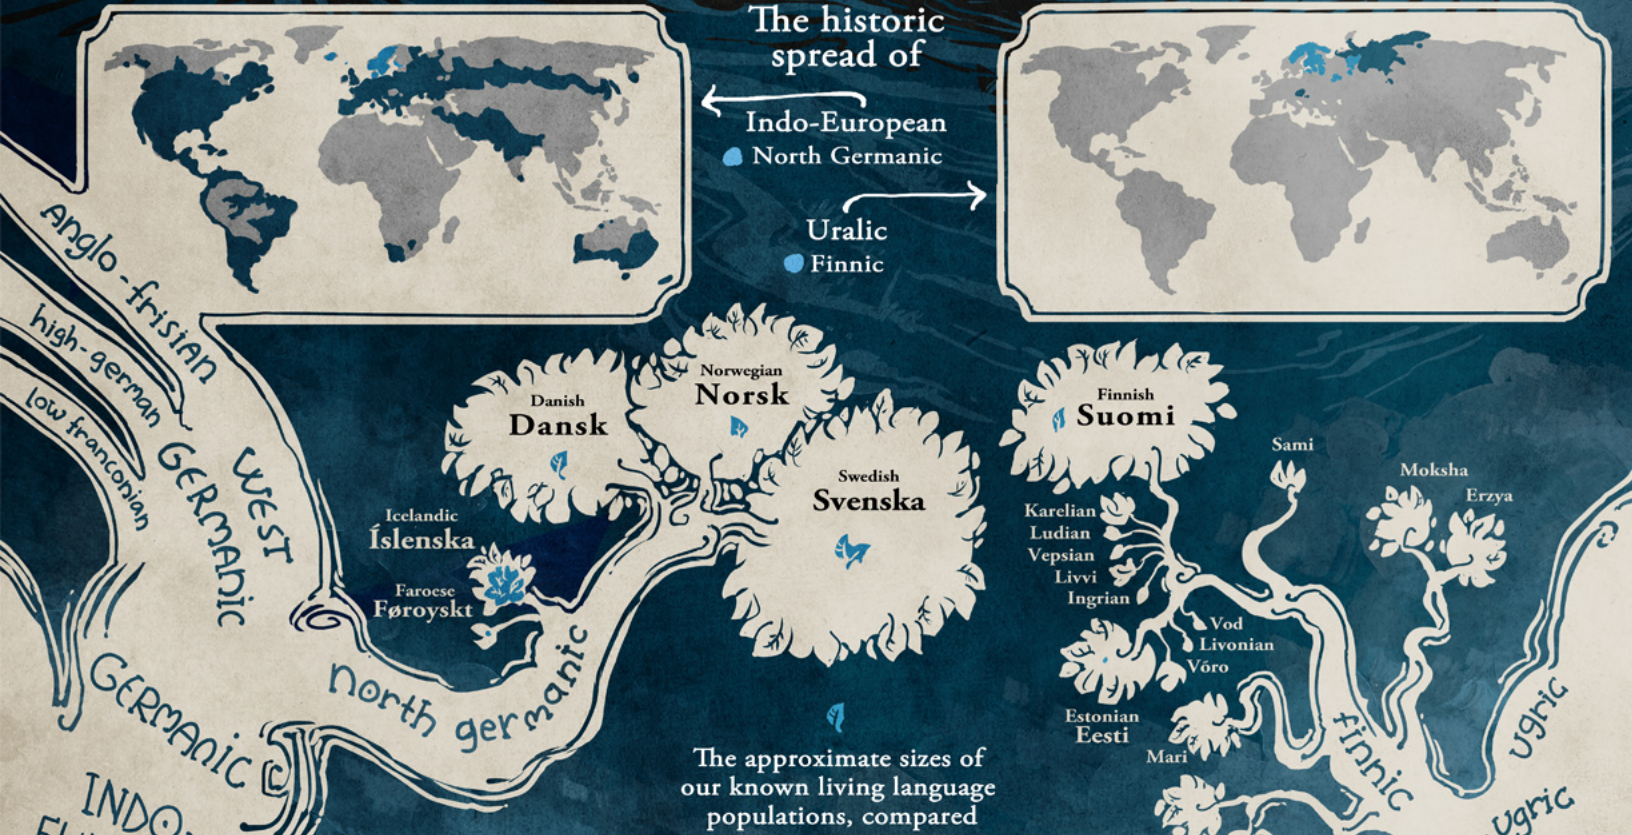 The historic
spread of
Indo-European
North Germanic
Uralic
Finnic
Anglo-frisian
high-german
low franconian
WEST
GERMANIC
GERMANIC
INDO-
north germanic
Danish
Dansk
Norwegian
Norsk
Swedish
Svenska
Icelandic
Íslenska
Faroese
Føroyskt
Finnish
Suomi
Sami
Moksha
Erzya
Karelian
Ludian
Vepsian
Livvi
Ingrian
Vod
Livonian
Võro
Estonian
Eesti
Mari
finnic
Ugric
Ugric
The approximate sizes of
our known living language
populations, compared